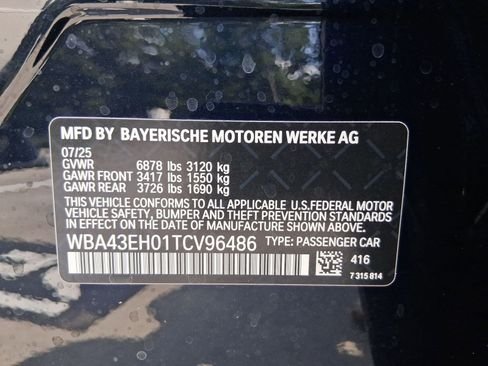 MFD BY BAYERISCHE MOTOREN WERKE AG
07/25
GVWR 6878 lbs 3120 kg
GAWR FRONT 3417 lbs 1550 kg
GAWR REAR 3726 lbs 1690 kg
THIS VEHICLE CONFORMS TO ALL APPLICABLE U.S.FEDERAL MOTOR
VEHICLE SAFETY, BUMPER AND THEFT PREVENTION STANDARDS
IN EFFECT ON THE DATE OF MANUFACTURE SHOWN ABOVE.
WBA43EH01TCV96486 TYPE: PASSENGER CAR
416
7 315 814